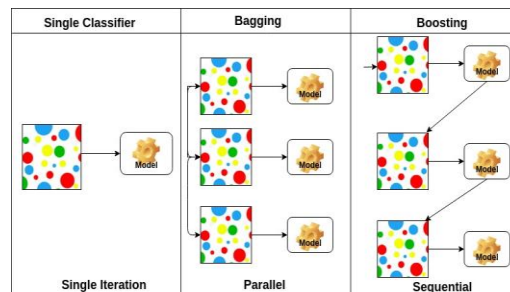 Single Classifier
Bagging
Boosting
Model
Model
Model
Model
Model
Model
Model
Single Iteration
Parallel
Sequential